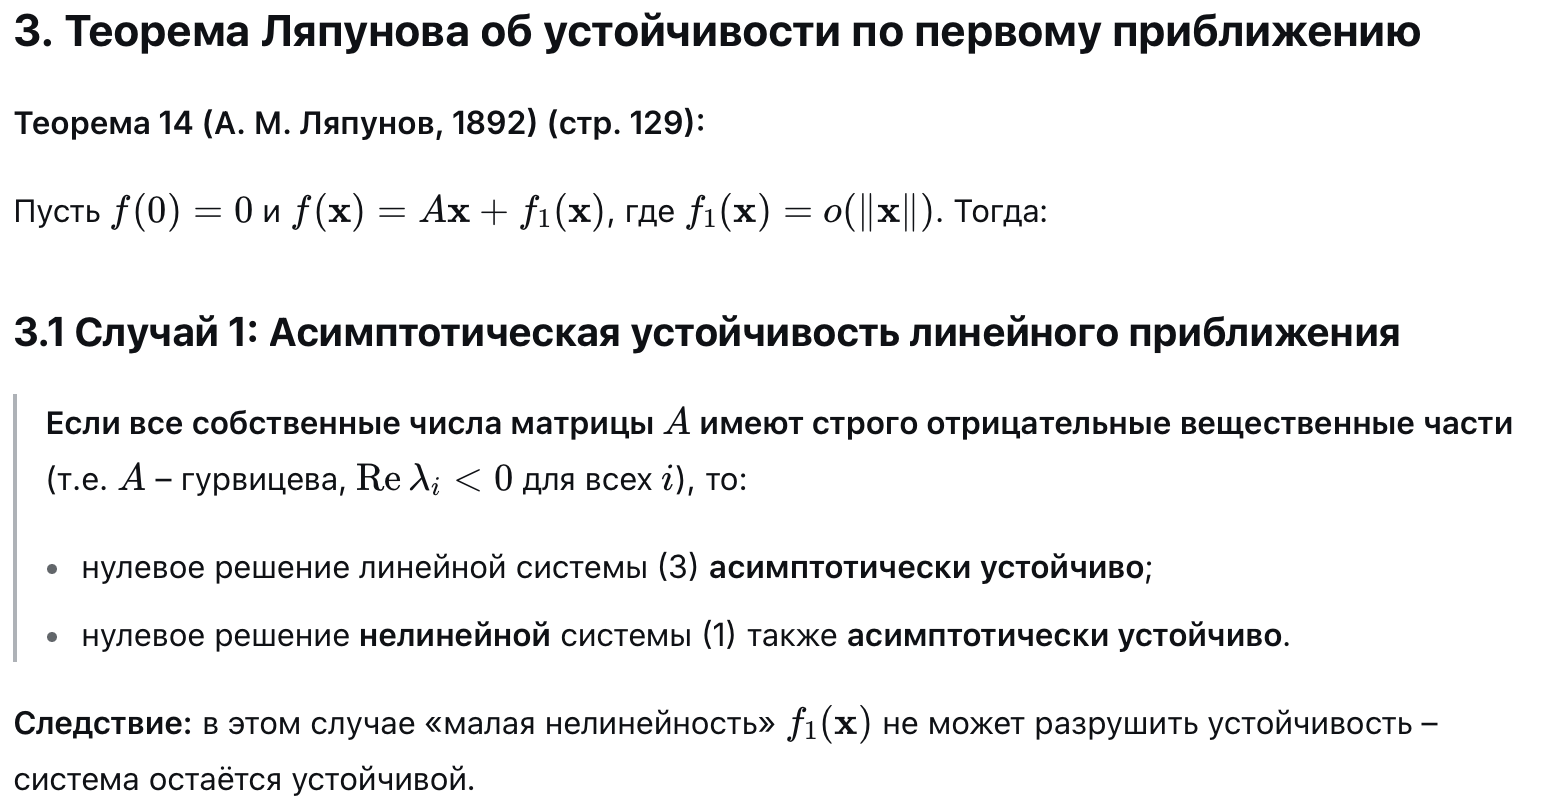 3. Теорема Ляпунова об устойчивости по первому приближению
Теорема 14 (А. М. Ляпунов, 1892) (стр. 129):
Пусть f(0) = 0 и f(x) = Ax + f₁(x), где f₁(x) = o(‖x‖). Тогда:
3.1 Случай 1: Асимптотическая устойчивость линейного приближения
Если все собственные числа матрицы A имеют строго отрицательные вещественные части
(т.е. A – гурвицева, Re λᵢ < 0 для всех i), то:
• нулевое решение линейной системы (3) асимптотически устойчиво;
• нулевое решение нелинейной системы (1) также асимптотически устойчиво.
Следствие: в этом случае «малая нелинейность» f₁(x) не может разрушить устойчивость –
система остаётся устойчивой.